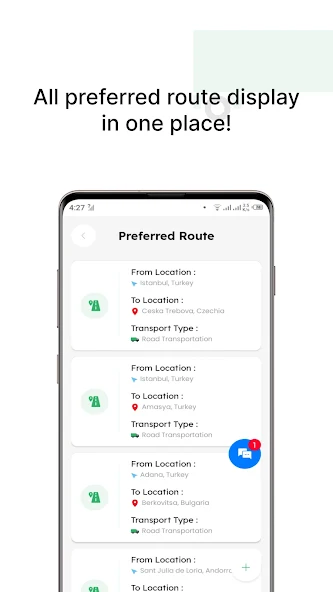 All preferred route display
in one place!
4:27
Preferred Route
From Location :
Istanbul, Turkey
To Location :
Ceska Trebova, Czechia
Transport Type :
Road Transportation
From Location :
Istanbul, Turkey
To Location :
Amasya, Turkey
Transport Type :
Road Transportation
1
From Location :
Adana, Turkey
To Location :
Berkovitsa, Bulgaria
Transport Type :
Road Transportation
From Location :
Sant Julia de Loria, Andorra
To Location :